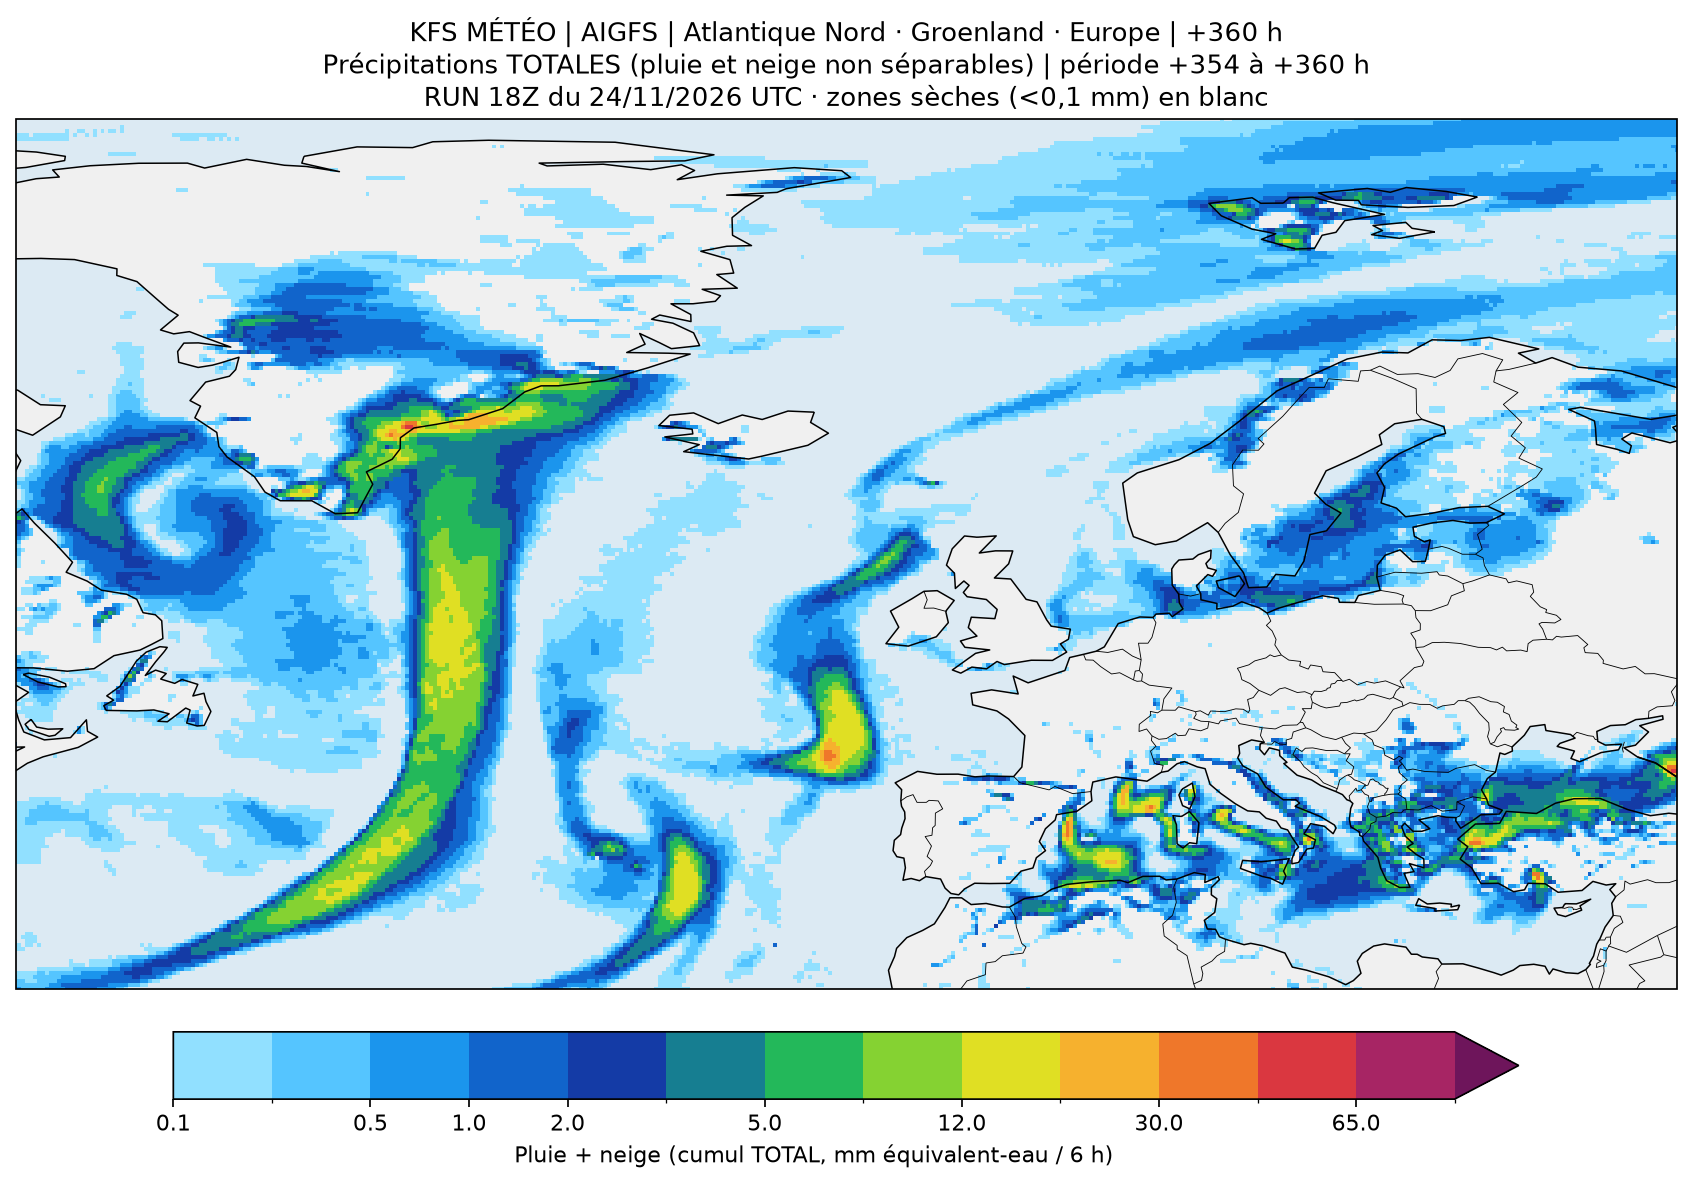 KFS MÉTÉO | AIGFS | Atlantique Nord · Groenland · Europe | +360 h
Précipitations TOTALES (pluie et neige non séparables) | période +354 à +360 h
RUN 18Z du 24/11/2026 UTC · zones sèches (<0,1 mm) en blanc
0.1 0.5 1.0 2.0 5.0 12.0 30.0 65.0
Pluie + neige (cumul TOTAL, mm équivalent-eau / 6 h)